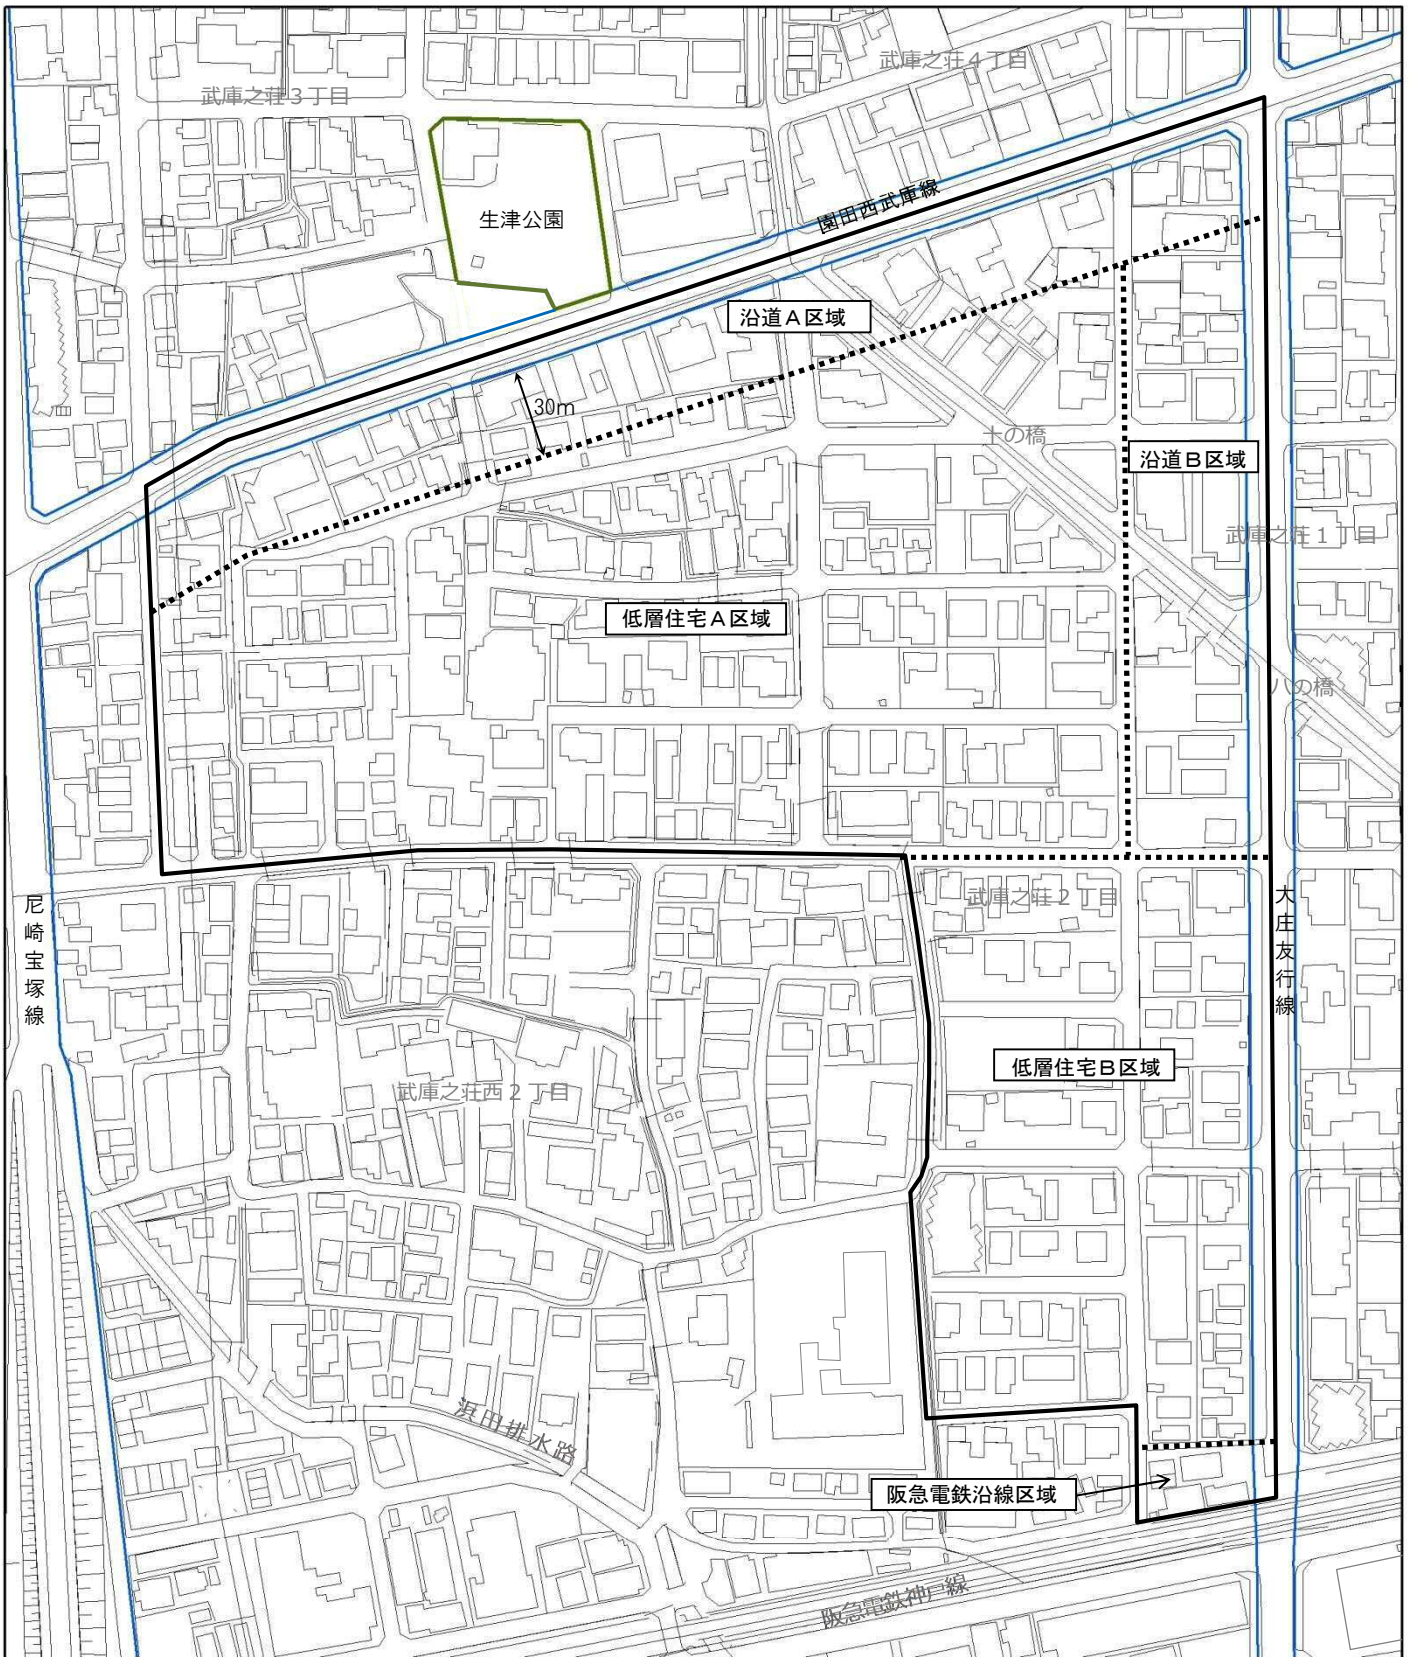 武庫之荘4丁目
武庫之荘3丁目
園田西武庫線
生津公園
沿道A区域
30m
十の橋
沿道B区域
武庫之荘1丁目
低層住宅A区域
八の橋
武庫之荘2丁目
尼崎宝塚線
大庄友行線
低層住宅B区域
武庫之荘西2丁目
浜田排水路
阪急電鉄沿線区域
阪急電鉄神戸線